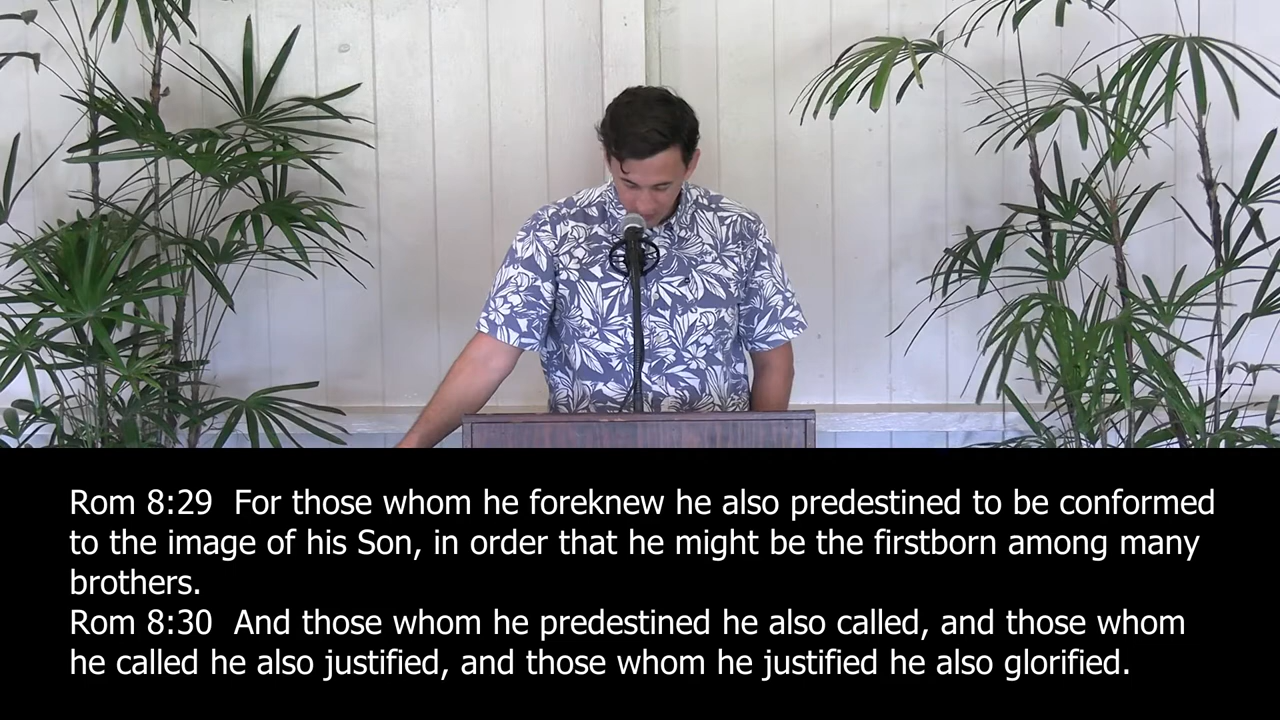 Rom 8:29  For those whom he foreknew he also predestined to be conformed
to the image of his Son, in order that he might be the firstborn among many
brothers.
Rom 8:30  And those whom he predestined he also called, and those whom
he called he also justified, and those whom he justified he also glorified.